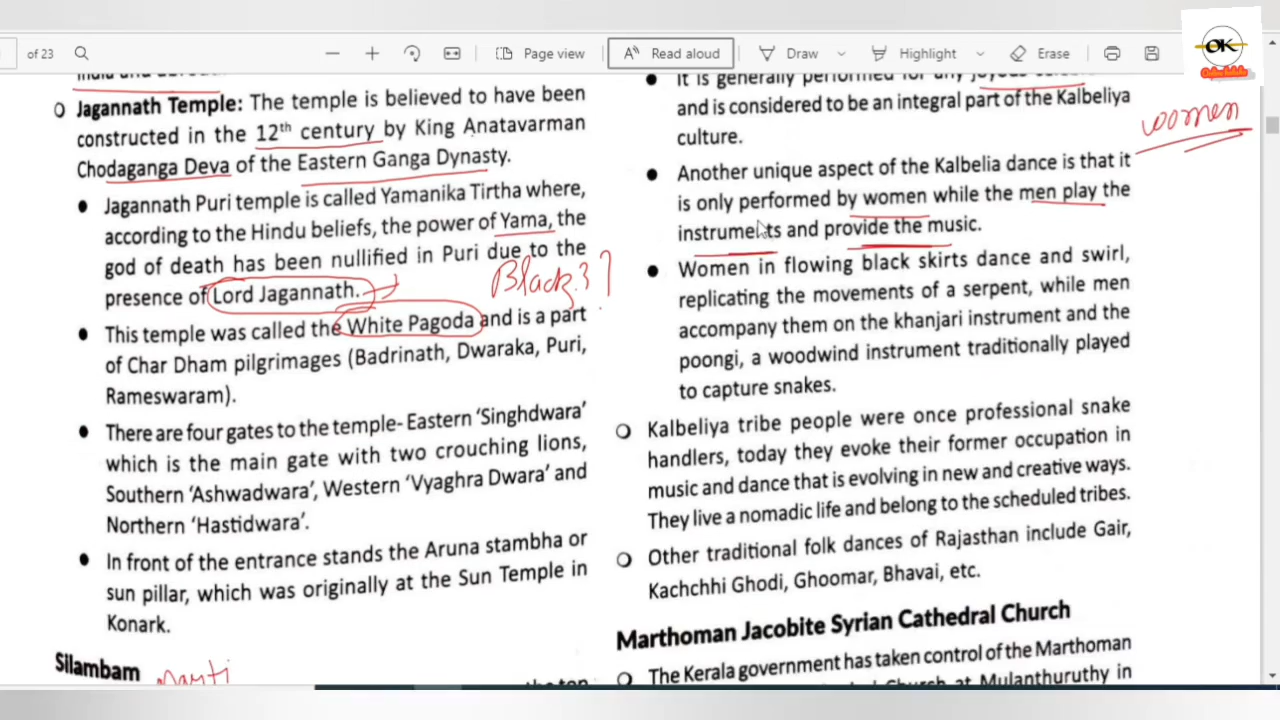 of 23
Page view
Read aloud
Draw
Highlight
Erase
OK
Jagannath Temple: The temple is believed to have been
constructed in the 12th century by King Anatavarman
Chodaganga Deva of the Eastern Ganga Dynasty.
Jagannath Puri temple is called Yamanika Tirtha where,
according to the Hindu beliefs, the power of Yama, the
god of death has been nullified in Puri due to the
presence of Lord Jagannath.
Black ??
This temple was called the White Pagoda and is a part
of Char Dham pilgrimages (Badrinath, Dwaraka, Puri,
Rameswaram).
There are four gates to the temple- Eastern ‘Singhdwara’
which is the main gate with two crouching lions,
Southern ‘Ashwadwara’, Western ‘Vyaghra Dwara’ and
Northern ‘Hastidwara’.
In front of the entrance stands the Aruna stambha or
sun pillar, which was originally at the Sun Temple in
Konark.
Silambam
It is generally performed for any joyous
and is considered to be an integral part of the Kalbeliya
culture.
women
Another unique aspect of the Kalbelia dance is that it
is only performed by women while the men play the
instruments and provide the music.
Women in flowing black skirts dance and swirl,
replicating the movements of a serpent, while men
accompany them on the khanjari instrument and the
poongi, a woodwind instrument traditionally played
to capture snakes.
Kalbeliya tribe people were once professional snake
handlers, today they evoke their former occupation in
music and dance that is evolving in new and creative ways.
They live a nomadic life and belong to the scheduled tribes.
Other traditional folk dances of Rajasthan include Gair,
Kachchhi Ghodi, Ghoomar, Bhavai, etc.
Marthoman Jacobite Syrian Cathedral Church
The Kerala government has taken control of the Marthoman
Church at Mulanthuruthy in